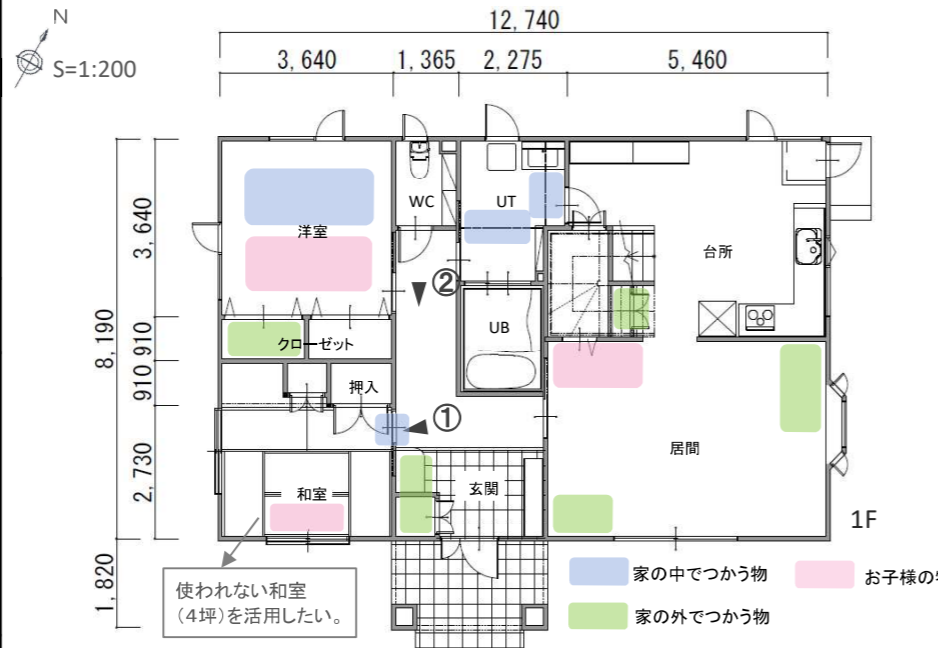 N
S=1:200
12,740
3,640
1,365
2,275
5,460
8,190
3,640
910
910
2,730
1,820
WC
UT
洋室
台所
②
UB
クローゼット
押入
①
居間
和室
玄関
1F
使われない和室
(4坪)を活用したい。
家の中でつかう物
お子様の
家の外でつかう物